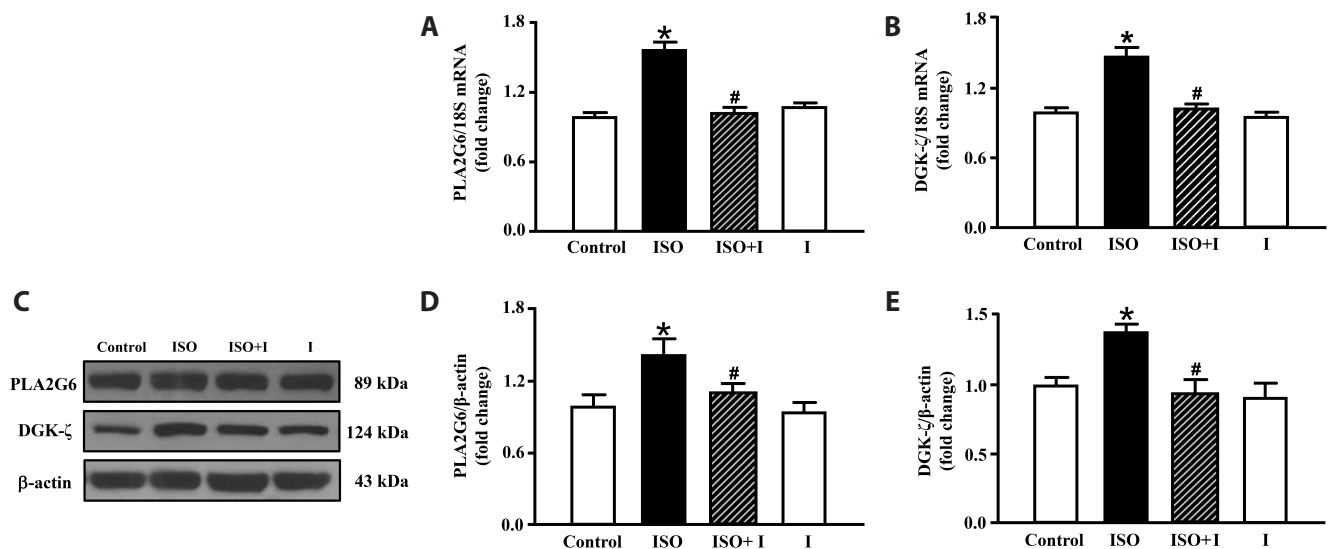 A
PLA2G6/18S mRNA
(fold change)
1.8
1.2
0.6
0.0
*
#
Control ISO ISO+I I
B
DGK-ζ/18S mRNA
(fold change)
1.8
1.2
0.6
0.0
*
#
Control ISO ISO+I I
C
Control ISO ISO+I I
PLA2G6 89 kDa
DGK-ζ 124 kDa
β-actin 43 kDa
D
PLA2G6/β-actin
(fold change)
1.8
1.2
0.6
0.0
*
#
Control ISO ISO+ I I
E
DGK-ζ/β-actin
(fold change)
1.5
1.0
0.5
0.0
*
#
Control ISO ISO+I I